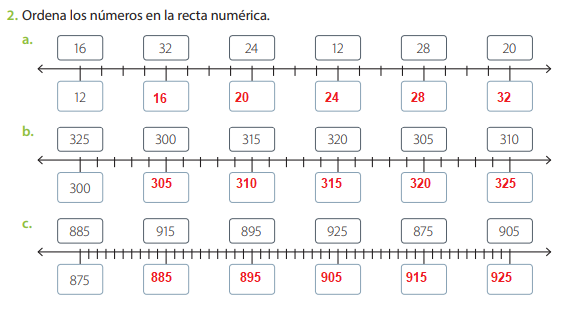 2. Ordena los números en la recta numérica.
a.
16 32 24 12 28 20
12 16 20 24 28 32
b.
325 300 315 320 305 310
300 305 310 315 320 325
c.
885 915 895 925 875 905
875 885 895 905 915 925